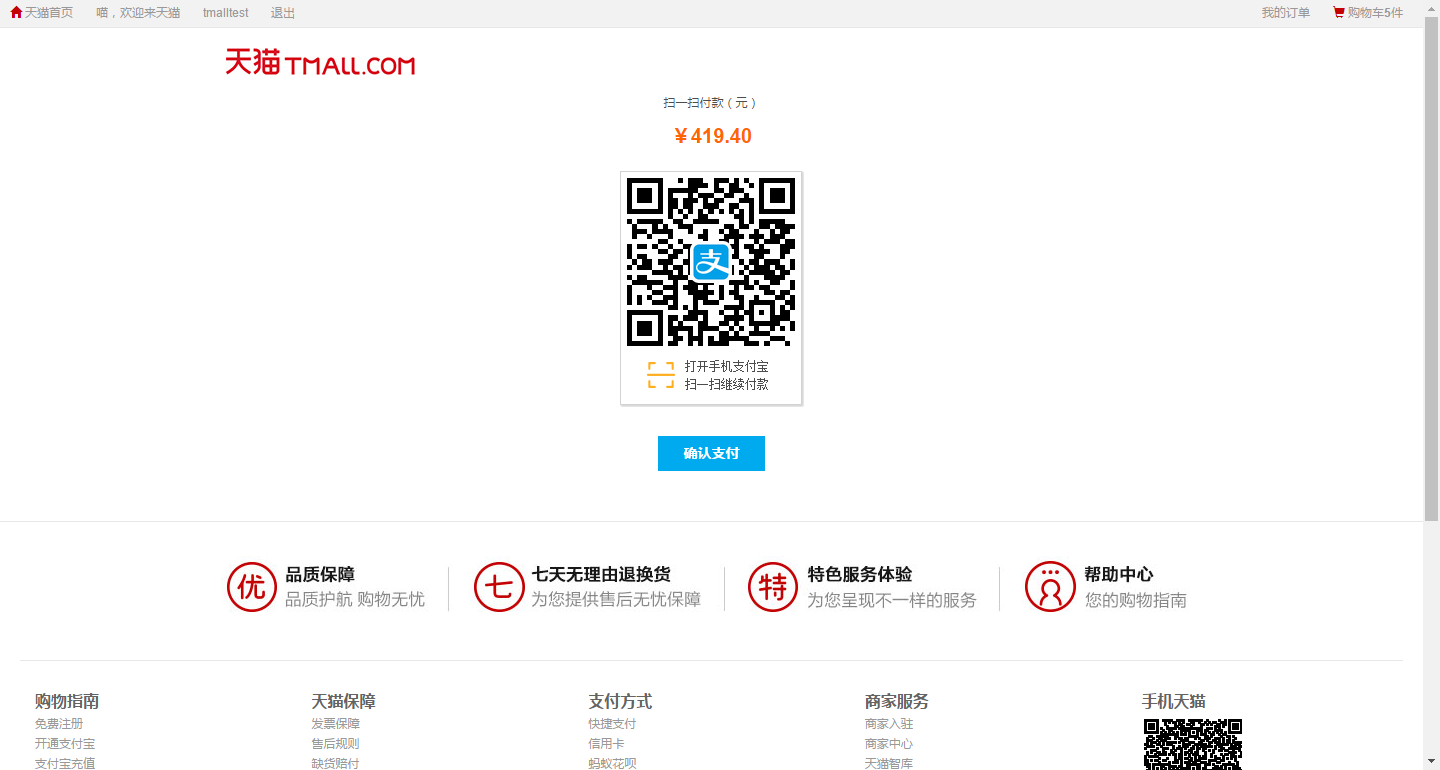 天猫首页 喵，欢迎来天猫 tmalltest 退出 我的订单 购物车5件
天猫 TMALL.COM
扫一扫付款（元）
￥419.40
支
打开手机支付宝
扫一扫继续付款
确认支付
优 品质保障 七 七天无理由退换货 特 特色服务体验 帮助中心
品质护航 购物无忧 为您提供售后无忧保障 为您呈现不一样的服务 您的购物指南
购物指南 天猫保障 支付方式 商家服务 手机天猫
免费注册 发票保障 快捷支付 商家入驻
开通支付宝 售后规则 信用卡 商家中心
支付宝充值 缺货赔付 蚂蚁花呗 天猫智库